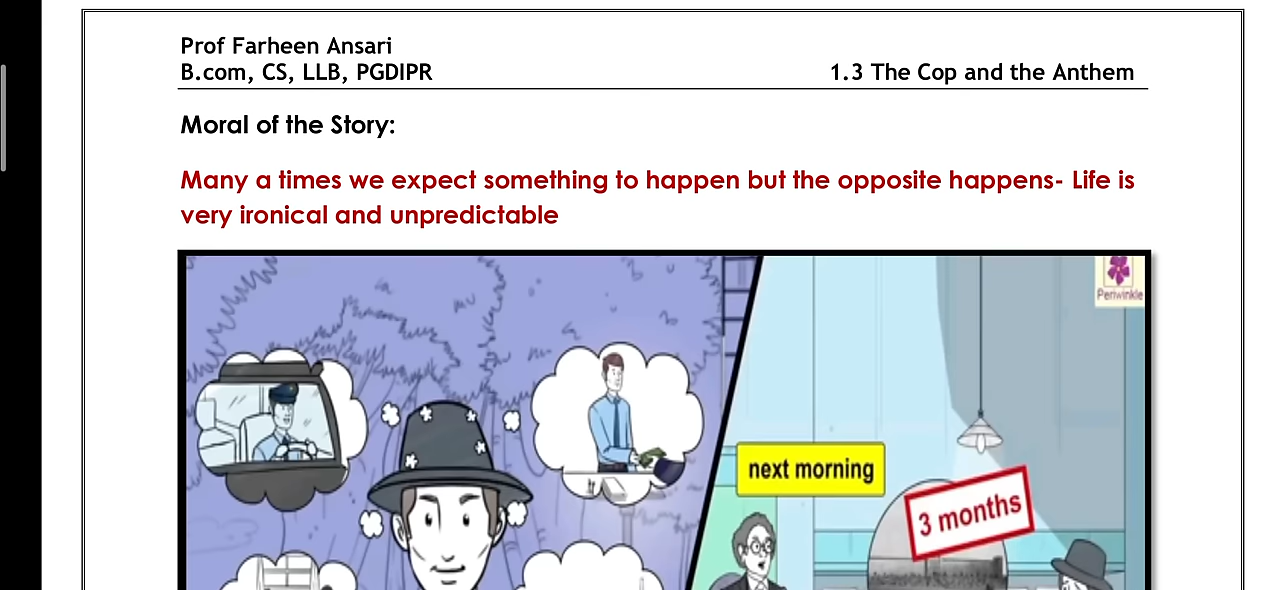 Prof Farheen Ansari
B.com, CS, LLB, PGDIPR
1.3 The Cop and the Anthem
Moral of the Story:
Many a times we expect something to happen but the opposite happens- Life is
very ironical and unpredictable
Periwinkle
next morning
3 months